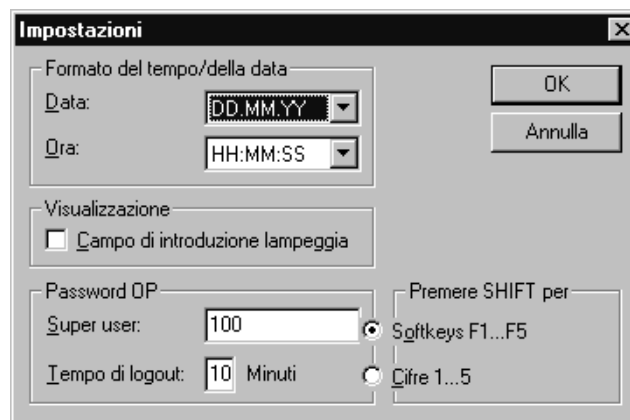 Impostazioni
Formato del tempo/della data
Data: DD.MM.YY
Ora: HH:MM:SS
OK
Annulla
Visualizzazione
Campo di introduzione lampeggia
Password OP
Super user: 100
Tempo di logout: 10 Minuti
Premere SHIFT per
Softkeys F1...F5
Cifre 1...5